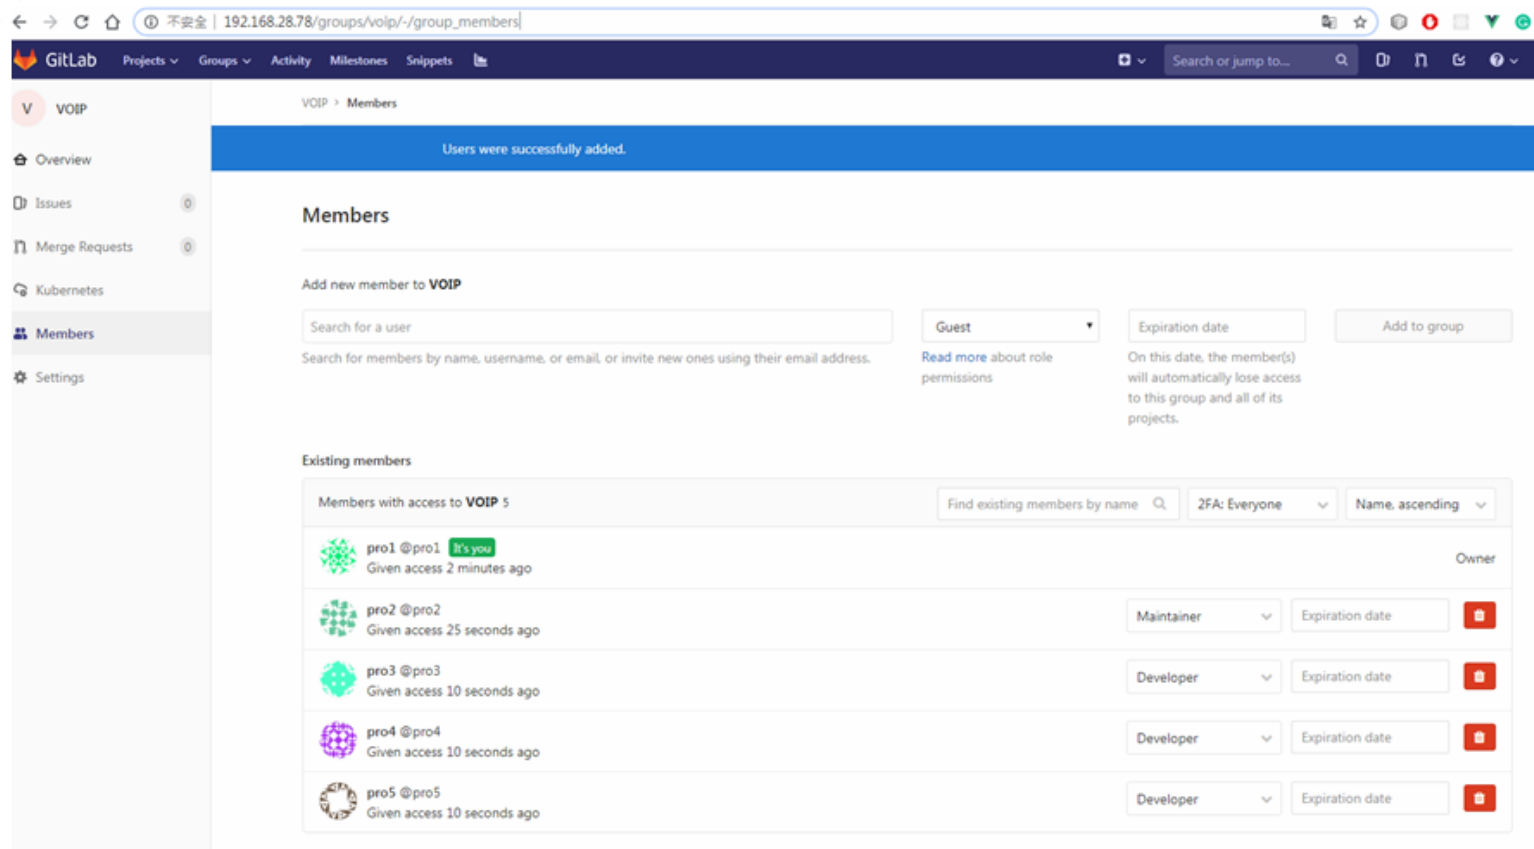 不安全 | 192.168.28.78/groups/voip/-/group_members
GitLab Projects Groups Activity Milestones Snippets Search or jump to...
V VOIP
VOIP > Members
Users were successfully added.
Overview
Issues 0
Merge Requests 0
Kubernetes
Members
Settings
Members
Add new member to VOIP
Search for a user
Guest
Expiration date
Add to group
Search for members by name, username, or email, or invite new ones using their email address.
Read more about role
permissions
On this date, the member(s)
will automatically lose access
to this group and all of its
projects.
Existing members
Members with access to VOIP 5
Find existing members by name
2FA: Everyone
Name, ascending
pro1 @pro1 It's you
Given access 2 minutes ago
Owner
pro2 @pro2
Given access 25 seconds ago
Maintainer
Expiration date
pro3 @pro3
Given access 10 seconds ago
Developer
Expiration date
pro4 @pro4
Given access 10 seconds ago
Developer
Expiration date
pro5 @pro5
Given access 10 seconds ago
Developer
Expiration date